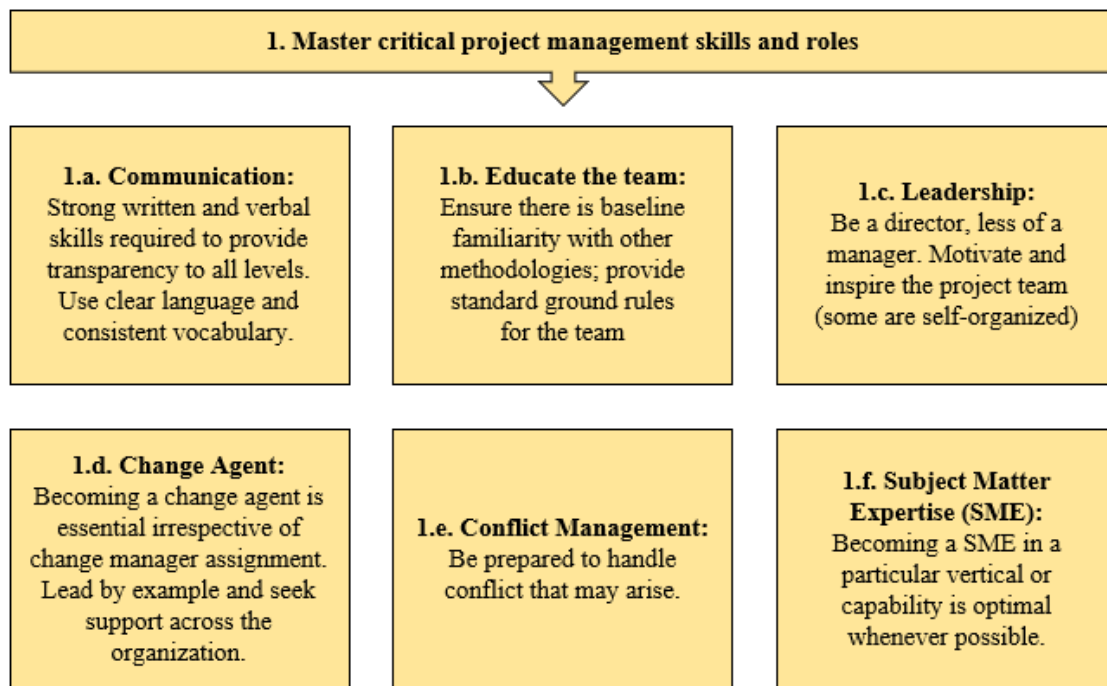 1. Master critical project management skills and roles
1.a. Communication:
Strong written and verbal
skills required to provide
transparency to all levels.
Use clear language and
consistent vocabulary.
1.b. Educate the team:
Ensure there is baseline
familiarity with other
methodologies; provide
standard ground rules
for the team
1.c. Leadership:
Be a director, less of a
manager. Motivate and
inspire the project team
(some are self-organized)
1.d. Change Agent:
Becoming a change agent is
essential irrespective of
change manager assignment.
Lead by example and seek
support across the
organization.
1.e. Conflict Management:
Be prepared to handle
conflict that may arise.
1.f. Subject Matter
Expertise (SME):
Becoming a SME in a
particular vertical or
capability is optimal
whenever possible.